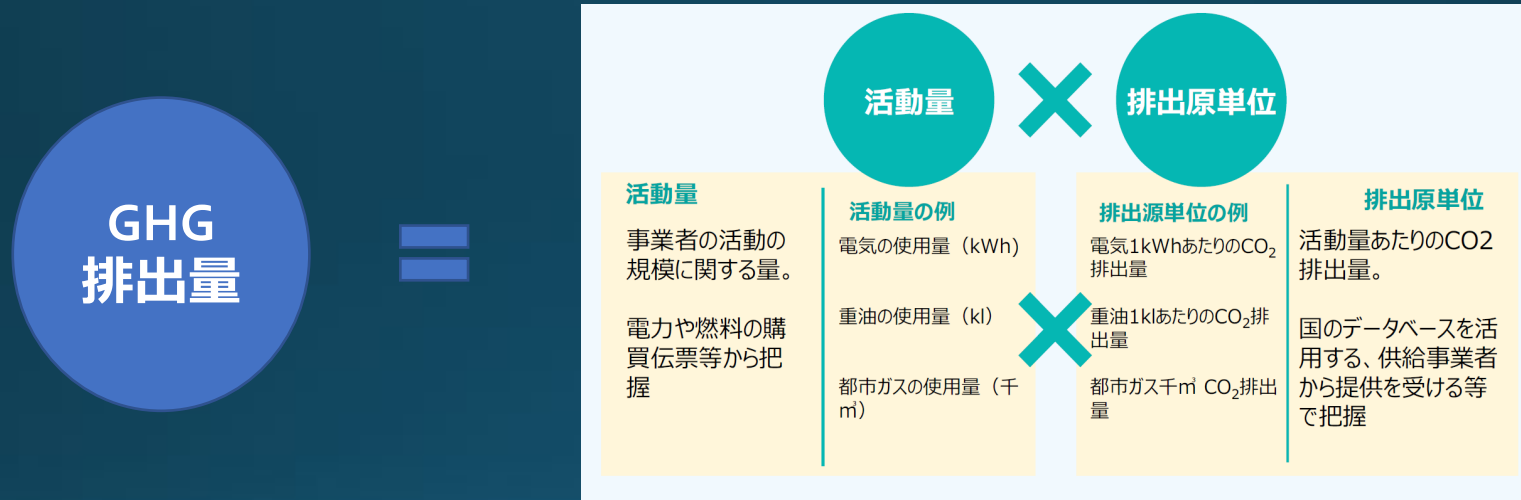 GHG
排出量
=
活動量
×
排出原単位
活動量
事業者の活動の
規模に関する量。
電力や燃料の購
買伝票等から把
握
活動量の例
電気の使用量（kWh)
重油の使用量（kl）
都市ガスの使用量（千
㎥）
×
排出源単位の例
電気1kWhあたりのCO₂
排出量
重油1klあたりのCO₂排
出量
都市ガス千㎥ CO₂排出
量
排出原単位
活動量あたりのCO2
排出量。
国のデータベースを活
用する、供給事業者
から提供を受ける等
で把握